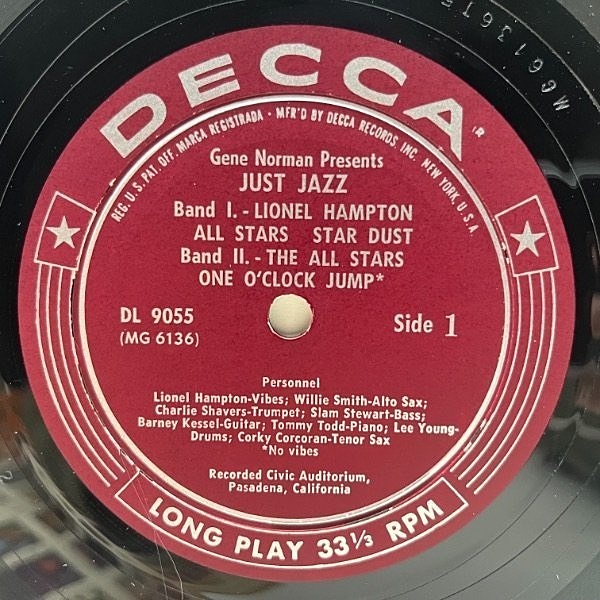 DECCA®
REG. U.S. PAT. OFF. MARCA REGISTRADA • MFR'D BY DECCA RECORDS, INC., NEW YORK, U.S.A.
Gene Norman Presents
JUST JAZZ
Band I. - LIONEL HAMPTON
ALL STARS STAR DUST
Band II. - THE ALL STARS
ONE O'CLOCK JUMP*
DL 9055
(MG 6136)
Side 1
Personnel
Lionel Hampton-Vibes; Willie Smith-Alto Sax;
Charlie Shavers-Trumpet; Slam Stewart-Bass;
Barney Kessel-Guitar; Tommy Todd-Piano; Lee Young-
Drums; Corky Corcoran-Tenor Sax
*No vibes
Recorded Civic Auditorium,
Pasadena, California
LONG PLAY 33⅓ RPM